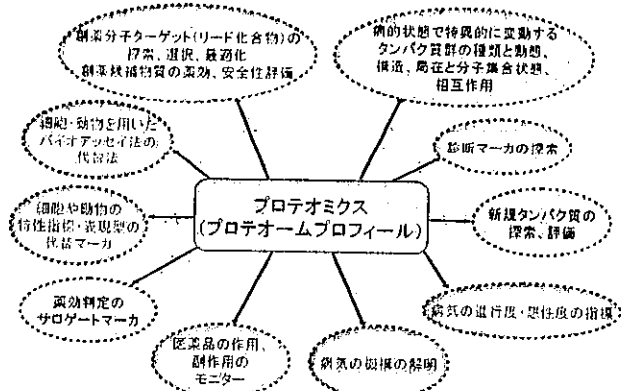 創薬分子ターゲット(リード化合物)の
探索、選択、最適化
創薬候補物質の薬効、安全性評価
病的状態で特異的に変動する
タンパク質群の種類と動態、
構造、局在と分子集合状態、
相互作用
細胞・動物を用いた
バイオアッセイ法の
代替法
診断マーカの探索
プロテオミクス
(プロテオームプロフィール)
細胞や動物の
特性指標・表現型の
代替マーカ
新規タンパク質の
探索、評価
薬効判定の
サロゲートマーカ
病気の進行度・悪性度の指標
医薬品の作用、
副作用の
モニター
病気の機構の解明